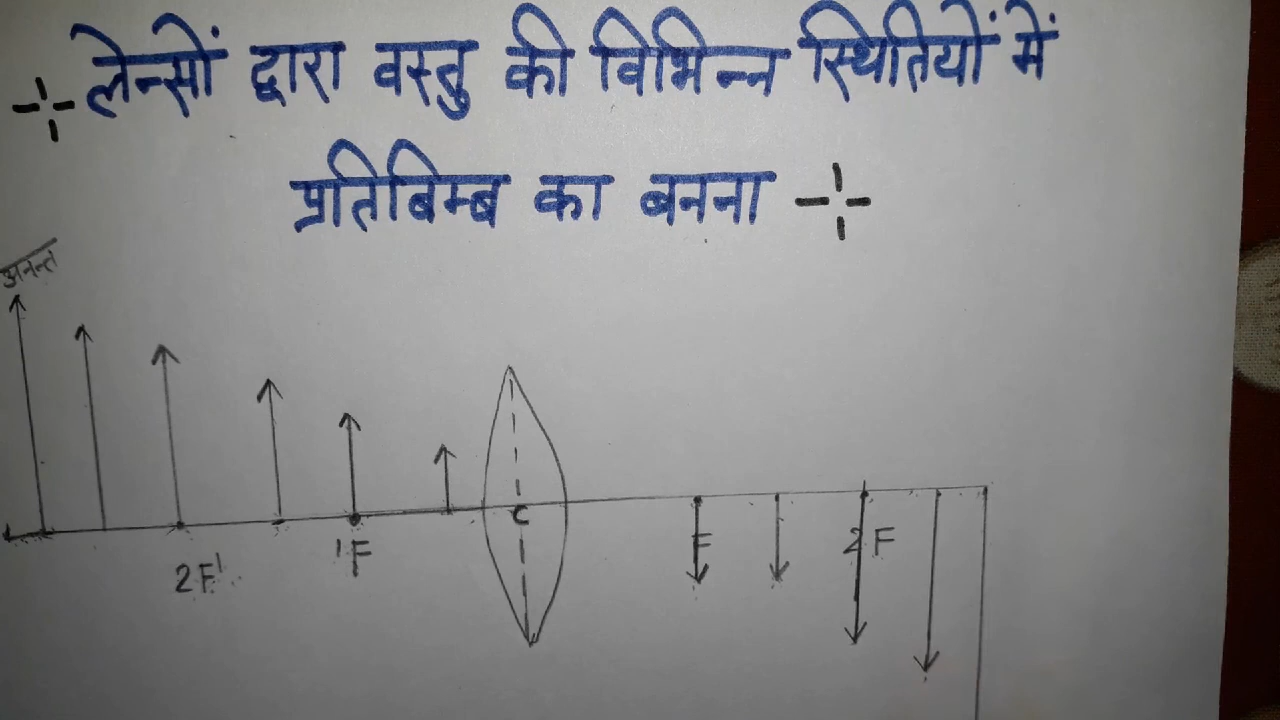 लेन्सों द्वारा वस्तु की विभिन्न स्थितियों में
प्रतिबिम्ब का बनना
अनन्त
2F'
'F
C
F
2F